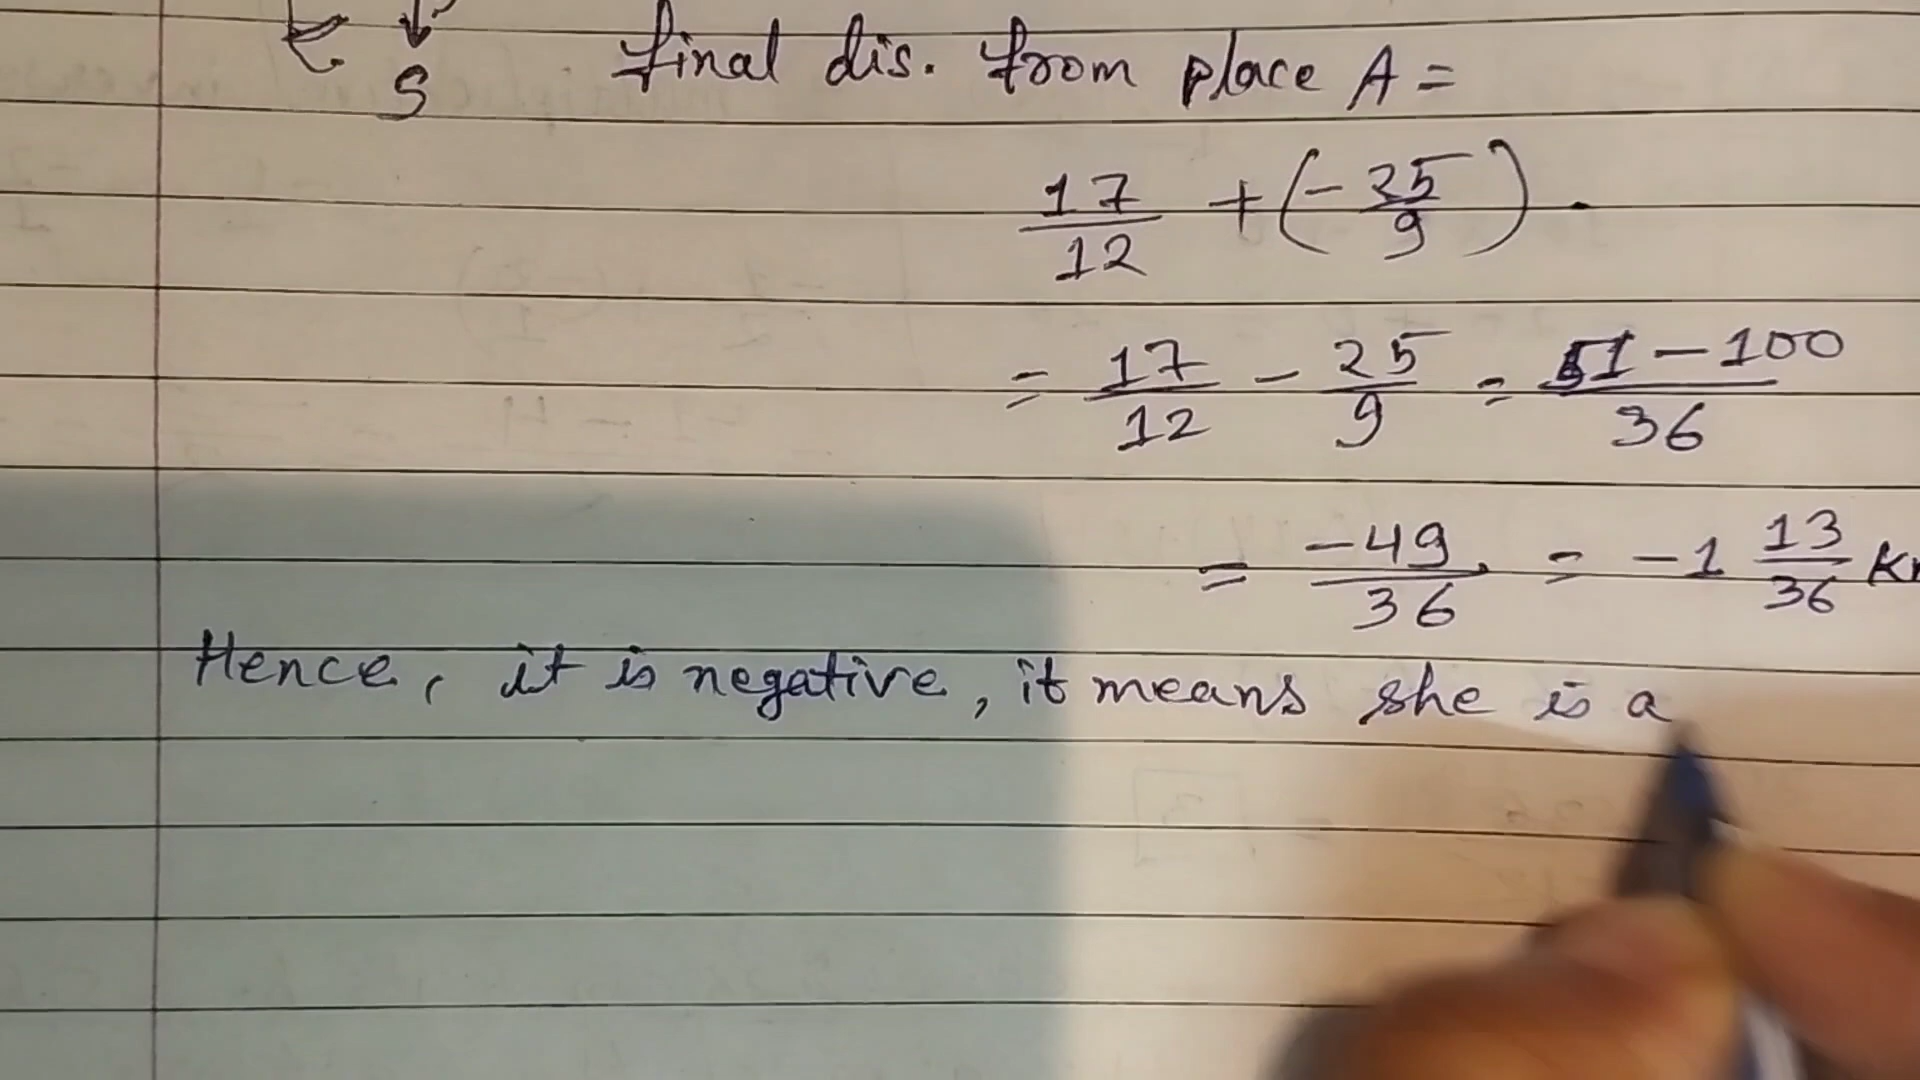 S
final dis. from place A =
17/12 + (-25/9).
= 17/12 - 25/9 = 51-100/36
= -49/36 = -1 13/36 K
Hence, it is negative, it means she is a